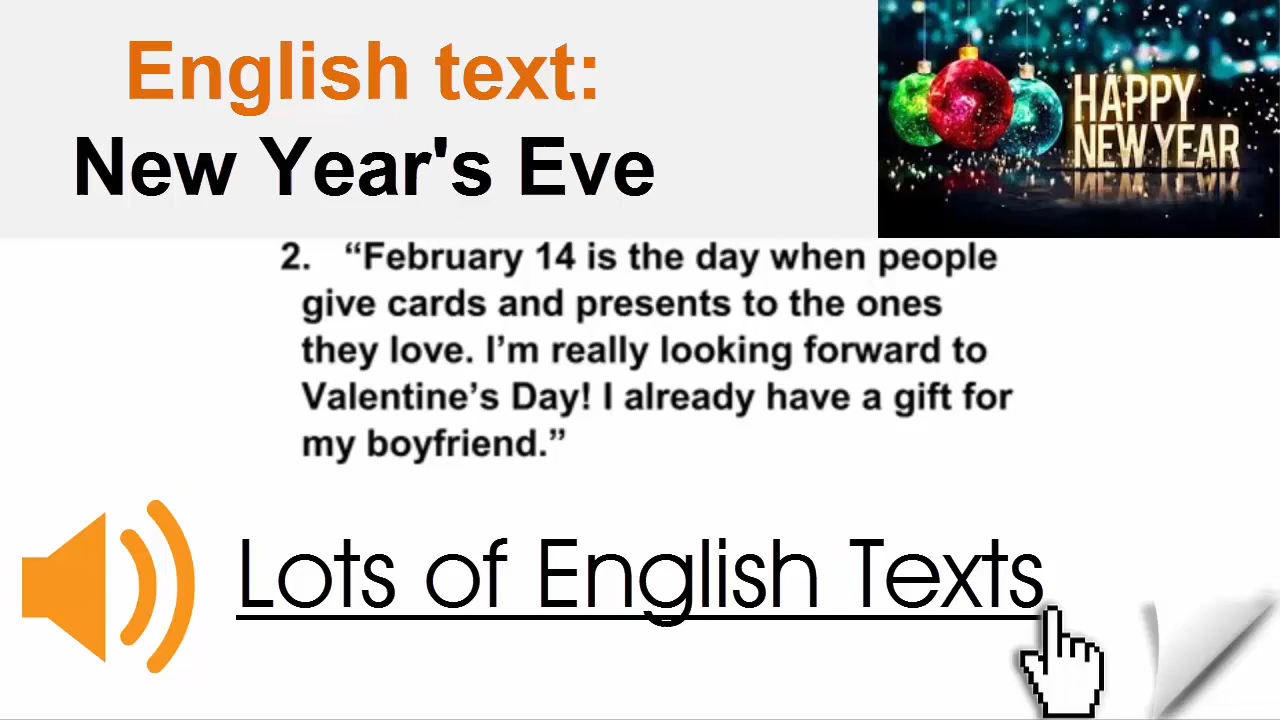 English text:
New Year's Eve
HAPPY
NEW YEAR
2. “February 14 is the day when people
give cards and presents to the ones
they love. I’m really looking forward to
Valentine’s Day! I already have a gift for
my boyfriend.”
Lots of English Texts